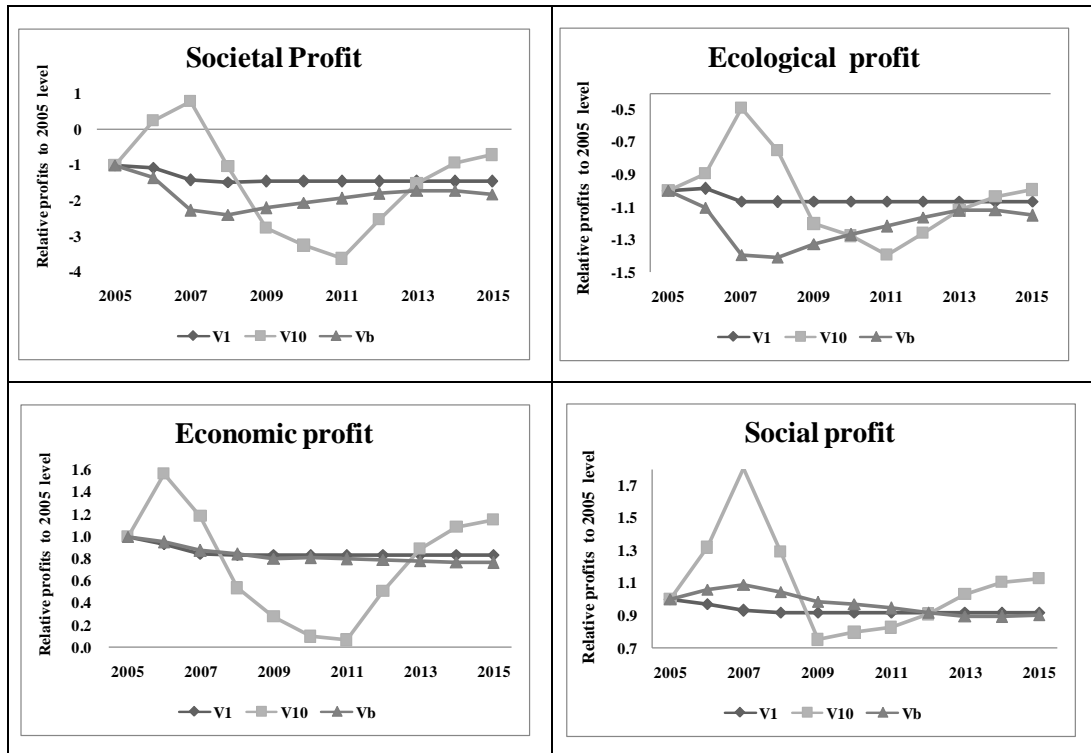 Societal Profit
Relative profits to 2005 level
1
0
-1
-2
-3
-4
2005 2007 2009 2011 2013 2015
V1 V10 Vb
Ecological profit
Relative profits to 2005 level
-0.5
-0.7
-0.9
-1.1
-1.3
-1.5
2005 2007 2009 2011 2013 2015
V1 V10 Vb
Economic profit
Relative profits to 2005 level
1.6
1.4
1.2
1.0
0.8
0.6
0.4
0.2
0.0
2005 2007 2009 2011 2013 2015
V1 V10 Vb
Social profit
Relative profits to 2005 level
1.7
1.5
1.3
1.1
0.9
0.7
2005 2007 2009 2011 2013 2015
V1 V10 Vb